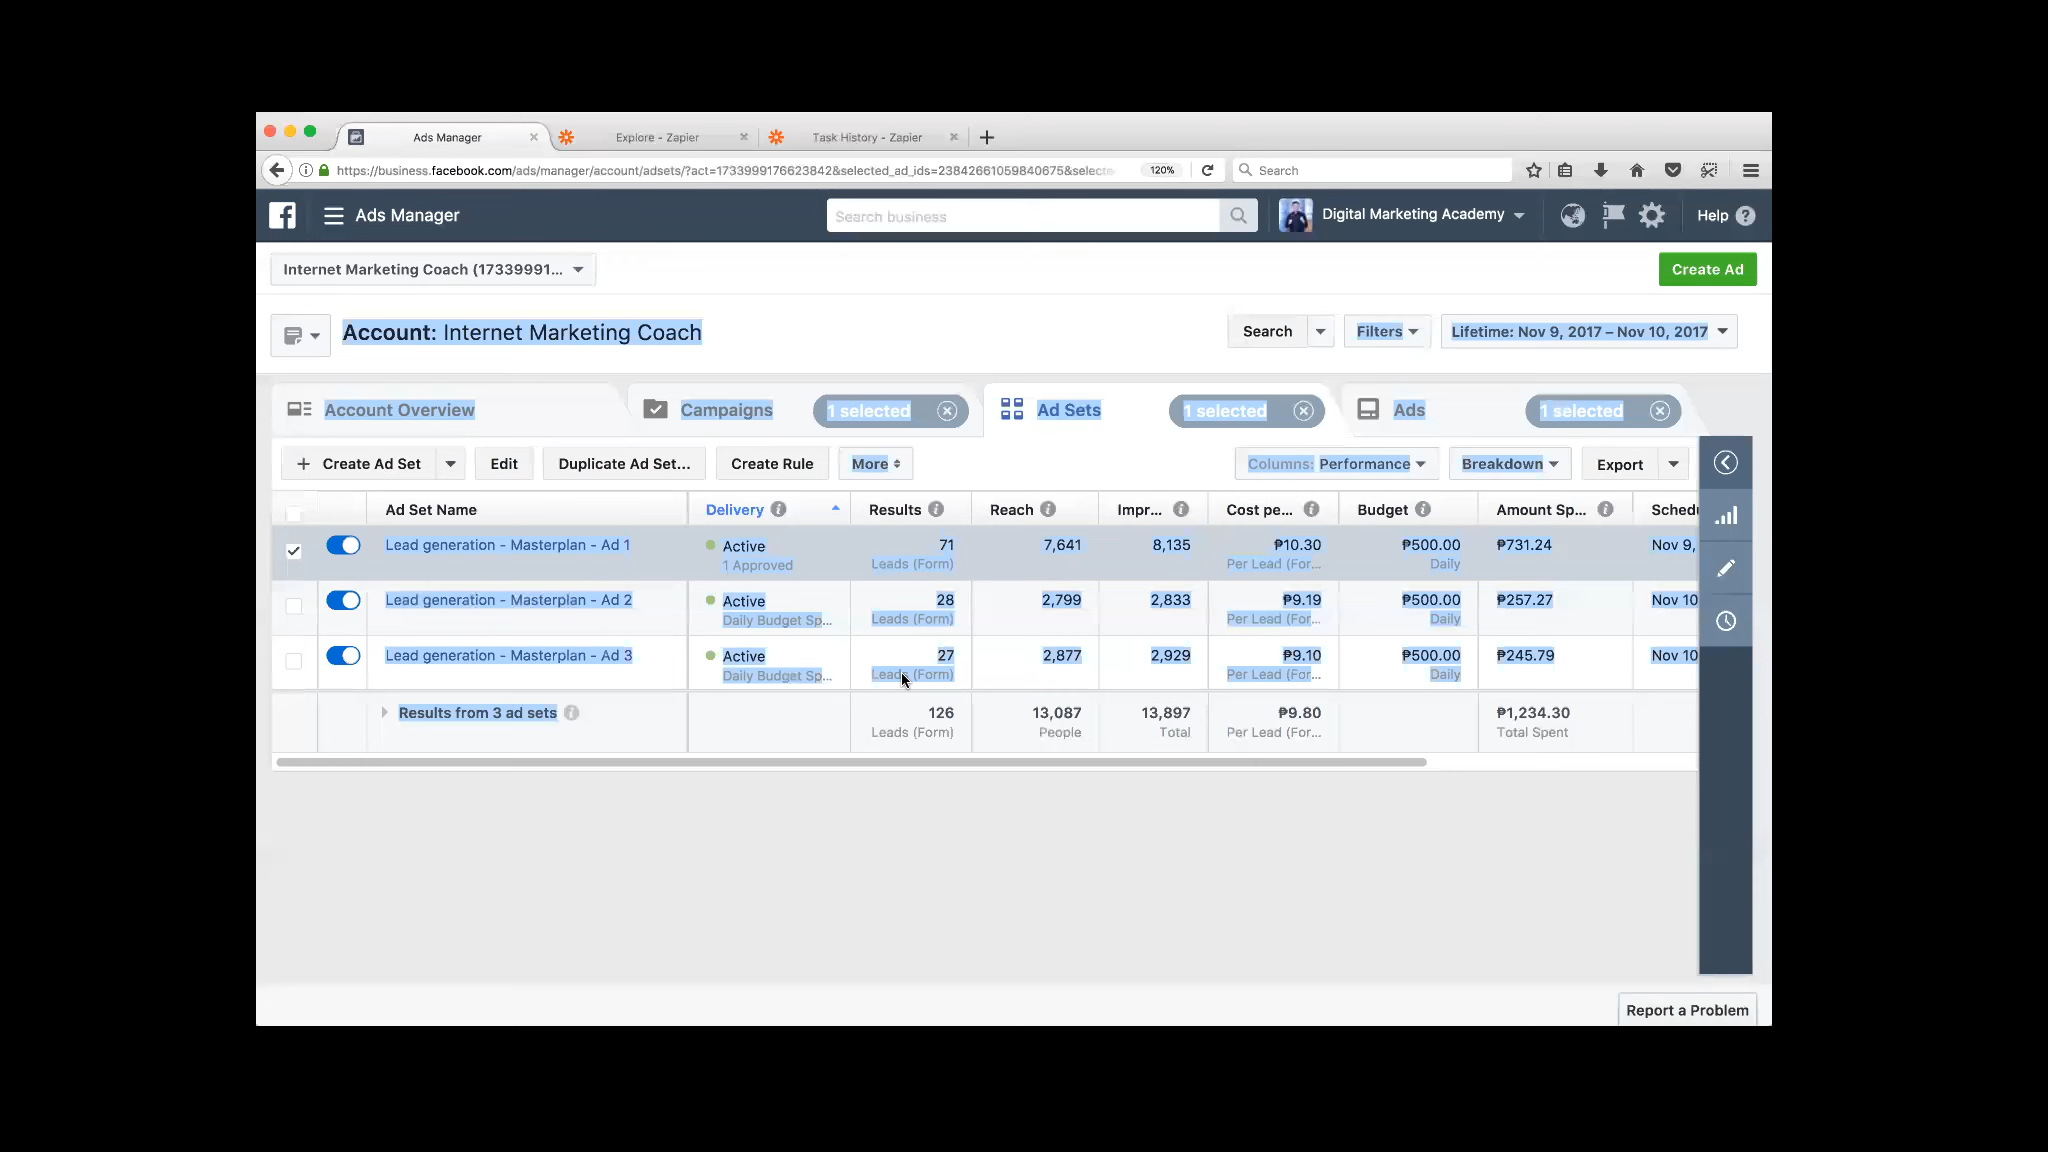 Ads Manager
Explore - Zapier
Task History - Zapier
https://business.facebook.com/ads/manager/account/adsets/?act=1733999176623842&selected_ad_ids=23842661059840675&select
120%
Search
Ads Manager
Search business
Digital Marketing Academy
Help
Internet Marketing Coach (17339991...
Create Ad
Account: Internet Marketing Coach
Search
Filters
Lifetime: Nov 9, 2017 – Nov 10, 2017
Account Overview
Campaigns
1 selected
Ad Sets
1 selected
Ads
1 selected
+ Create Ad Set
Edit
Duplicate Ad Set...
Create Rule
More
Columns: Performance
Breakdown
Export
Ad Set Name Delivery Results Reach Impr... Cost pe... Budget Amount Sp... Schedu
Lead generation - Masterplan - Ad 1 Active 71 7,641 8,135 ₱10.30 ₱500.00 ₱731.24 Nov 9,
1 Approved Leads (Form) Per Lead (For... Daily
Lead generation - Masterplan - Ad 2 Active 28 2,799 2,833 ₱9.19 ₱500.00 ₱257.27 Nov 10
Daily Budget Sp... Leads (Form) Per Lead (For... Daily
Lead generation - Masterplan - Ad 3 Active 27 2,877 2,929 ₱9.10 ₱500.00 ₱245.79 Nov 10
Daily Budget Sp... Leads (Form) Per Lead (For... Daily
Results from 3 ad sets 126 13,087 13,897 ₱9.80 ₱1,234.30
Leads (Form) People Total Per Lead (For... Total Spent
Report a Problem